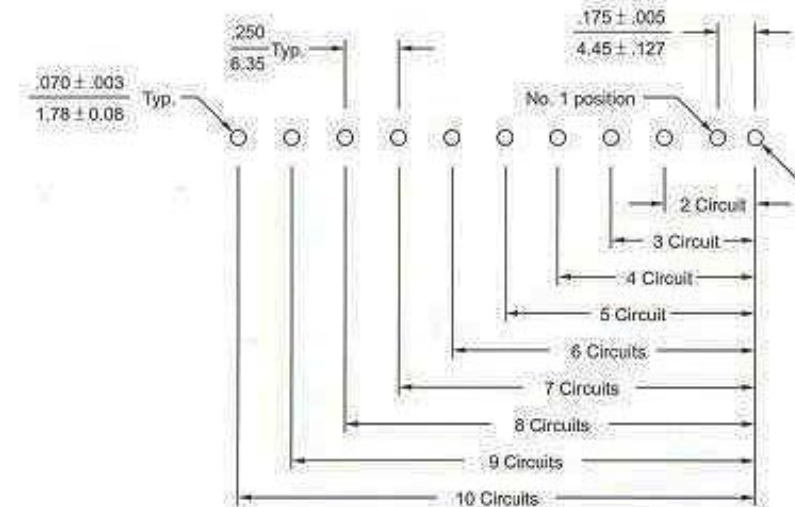 .175 ± .005
4.45 ± .127
.250
6.35
Typ.
.070 ± .003
1.78 ± 0.08
Typ.
No. 1 position
2 Circuit
3 Circuit
4 Circuit
5 Circuit
6 Circuits
7 Circuits
8 Circuits
9 Circuits
10 Circuits